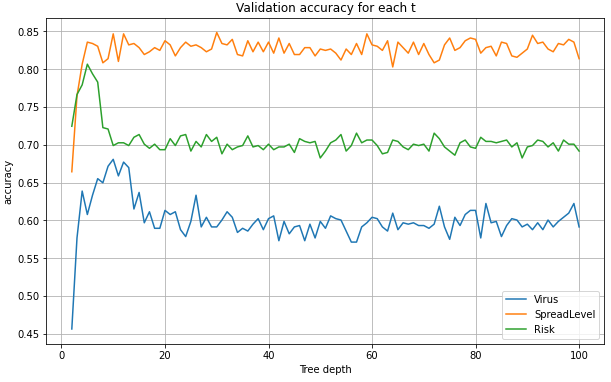 Validation accuracy for each t
accuracy
0.85
0.80
0.75
0.70
0.65
0.60
0.55
0.50
0.45
0 20 40 60 80 100
Tree depth
Virus
SpreadLevel
Risk